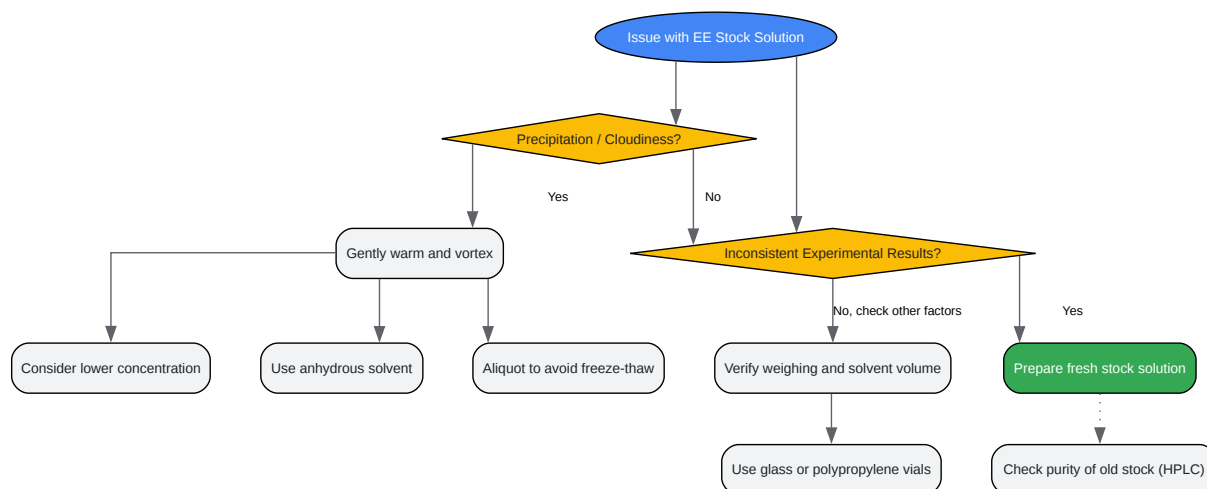 Issue with EE Stock Solution
Precipitation / Cloudiness?
Yes
No
Gently warm and vortex
Inconsistent Experimental Results?
No, check other factors
Yes
Consider lower concentration
Use anhydrous solvent
Aliquot to avoid freeze-thaw
Verify weighing and solvent volume
Prepare fresh stock solution
Use glass or polypropylene vials
Check purity of old stock (HPLC)